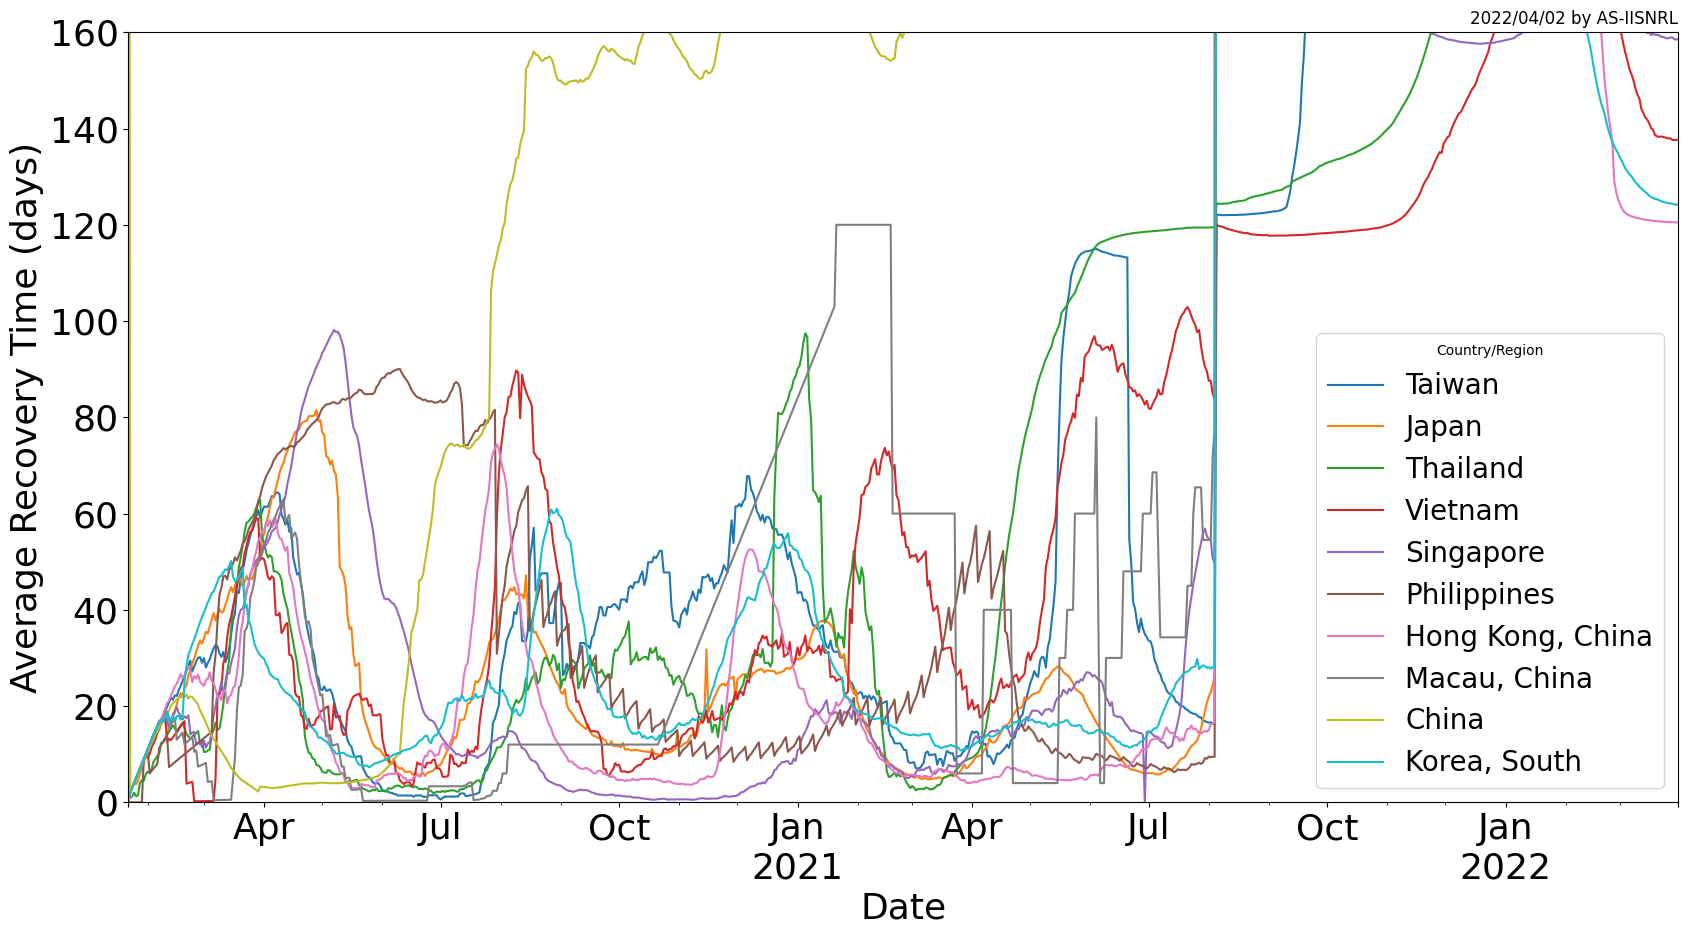 2022/04/02 by AS-IISNRL
Average Recovery Time (days)
160
140
120
100
80
60
40
20
0
Country/Region
Taiwan
Japan
Thailand
Vietnam
Singapore
Philippines
Hong Kong, China
Macau, China
China
Korea, South
Apr Jul Oct Jan Apr Jul Oct Jan
2021 2022
Date